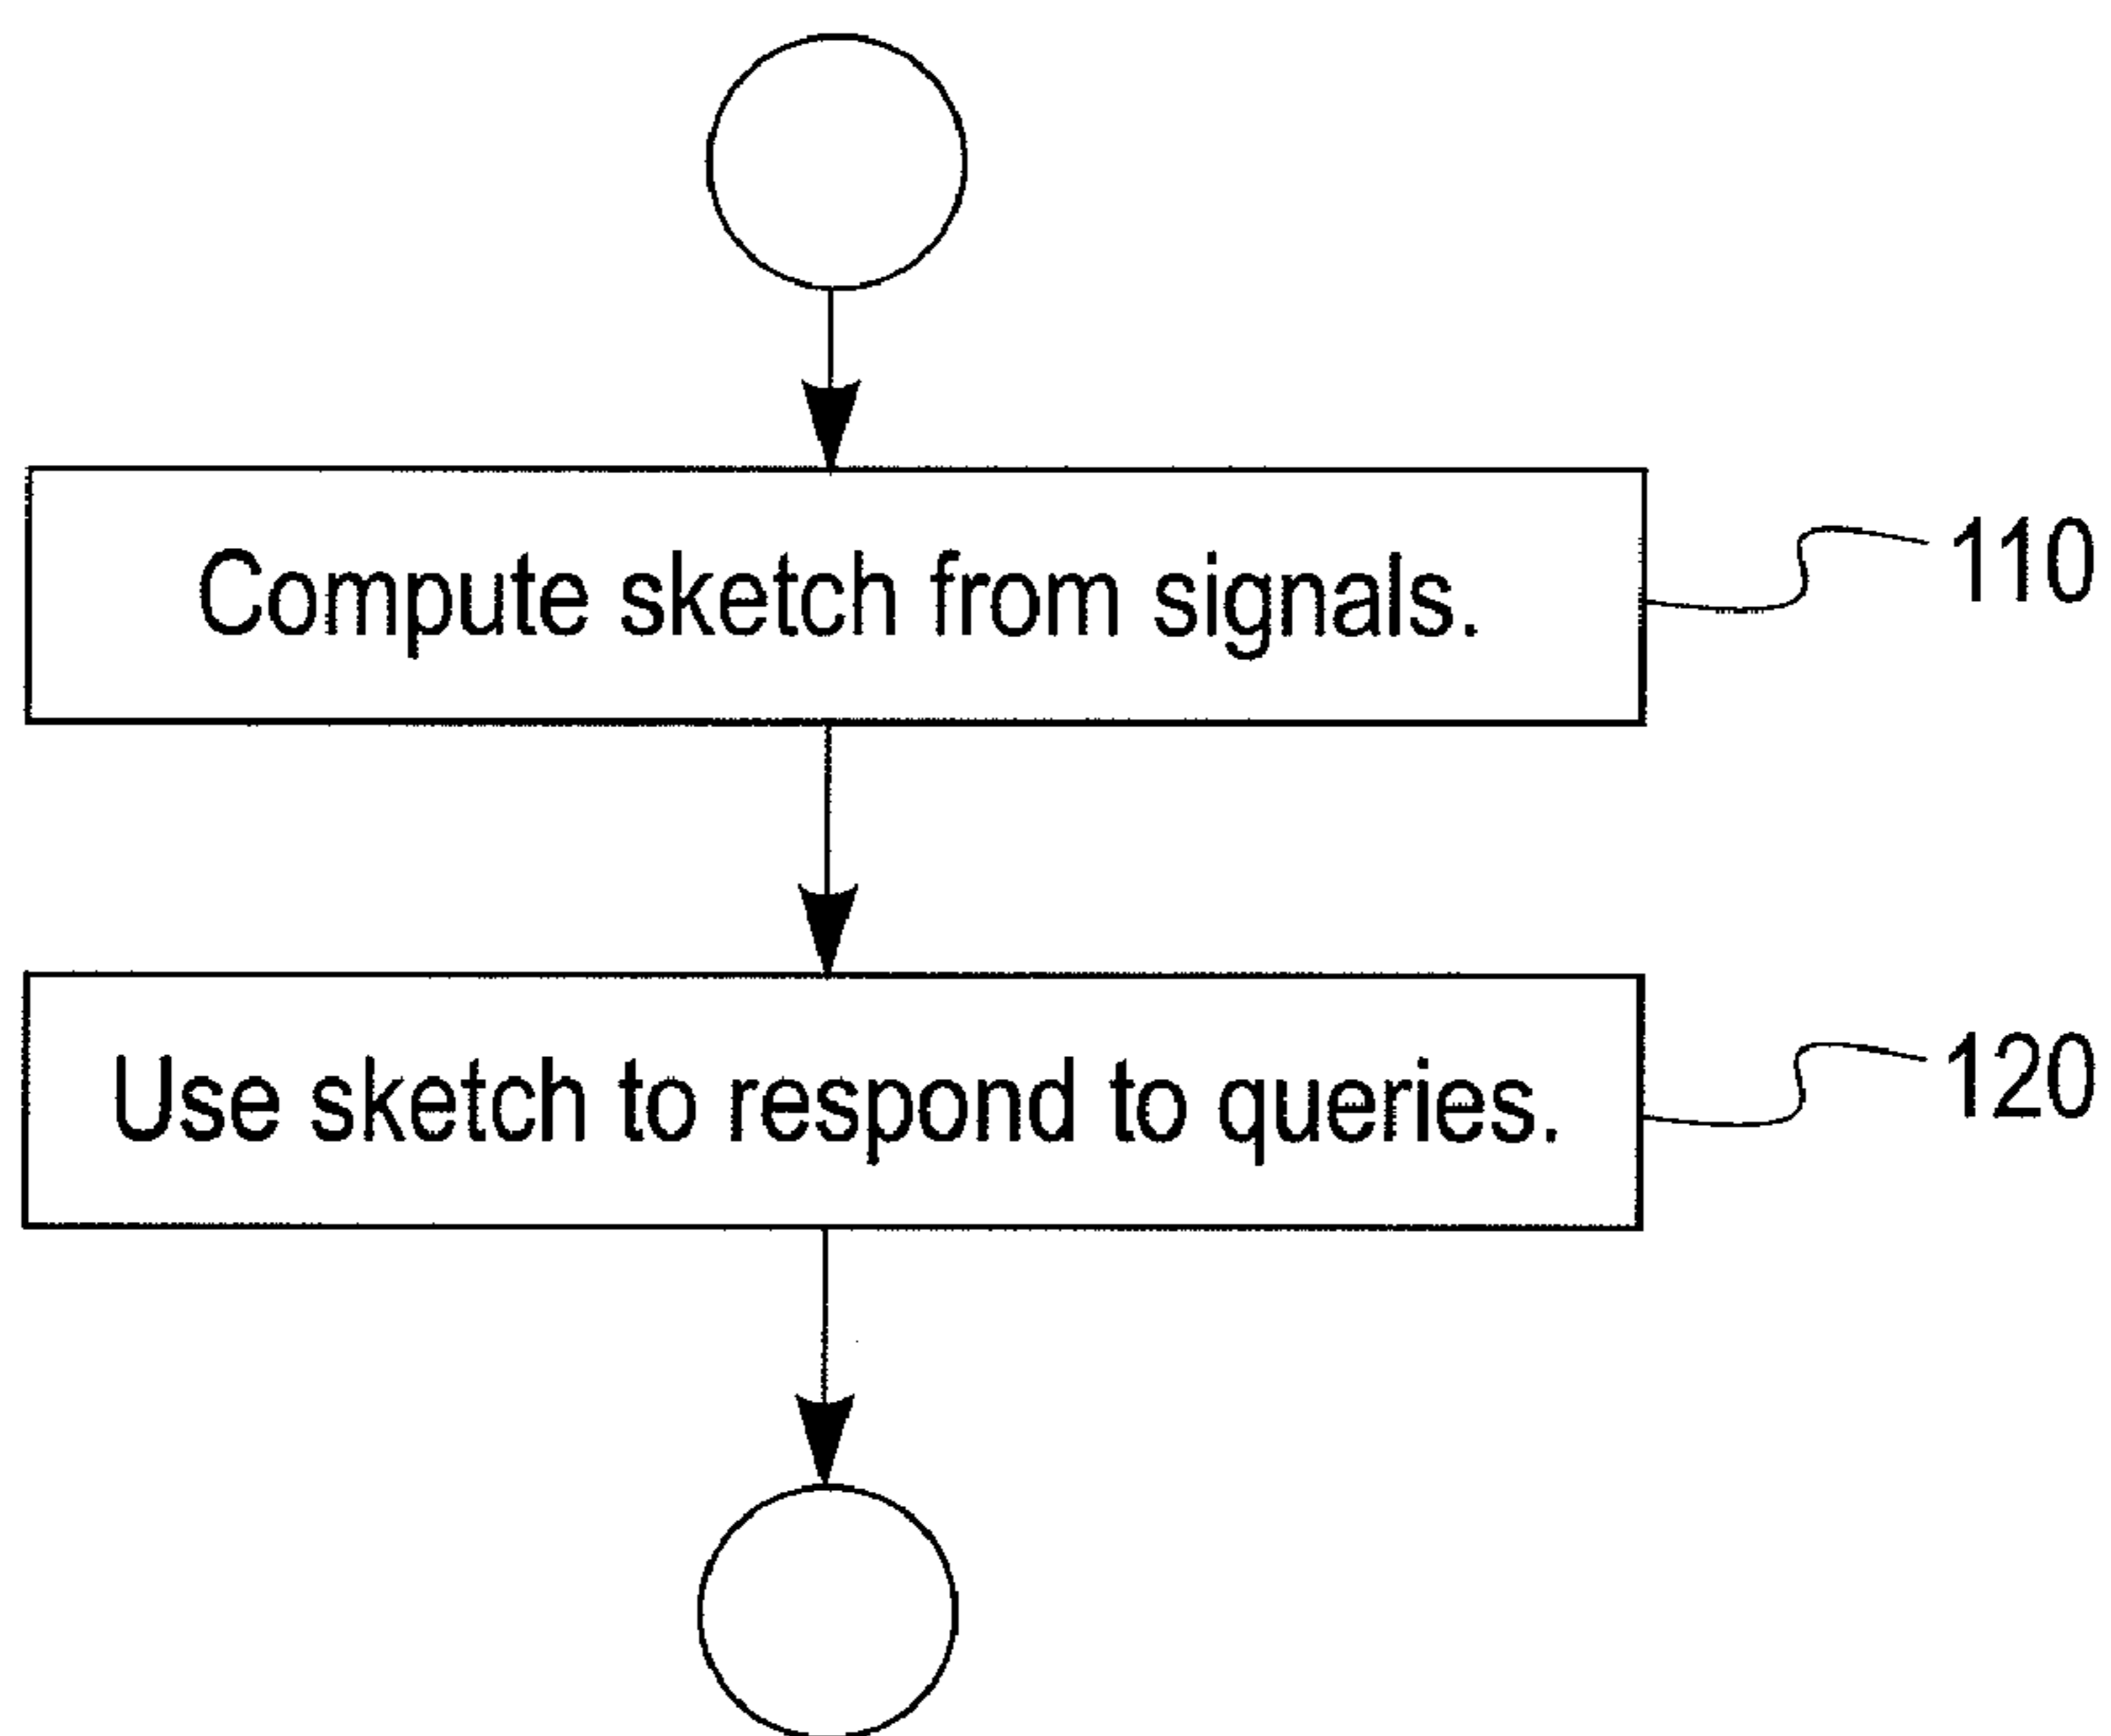 Compute sketch from signals.
110
Use sketch to respond to queries.
120